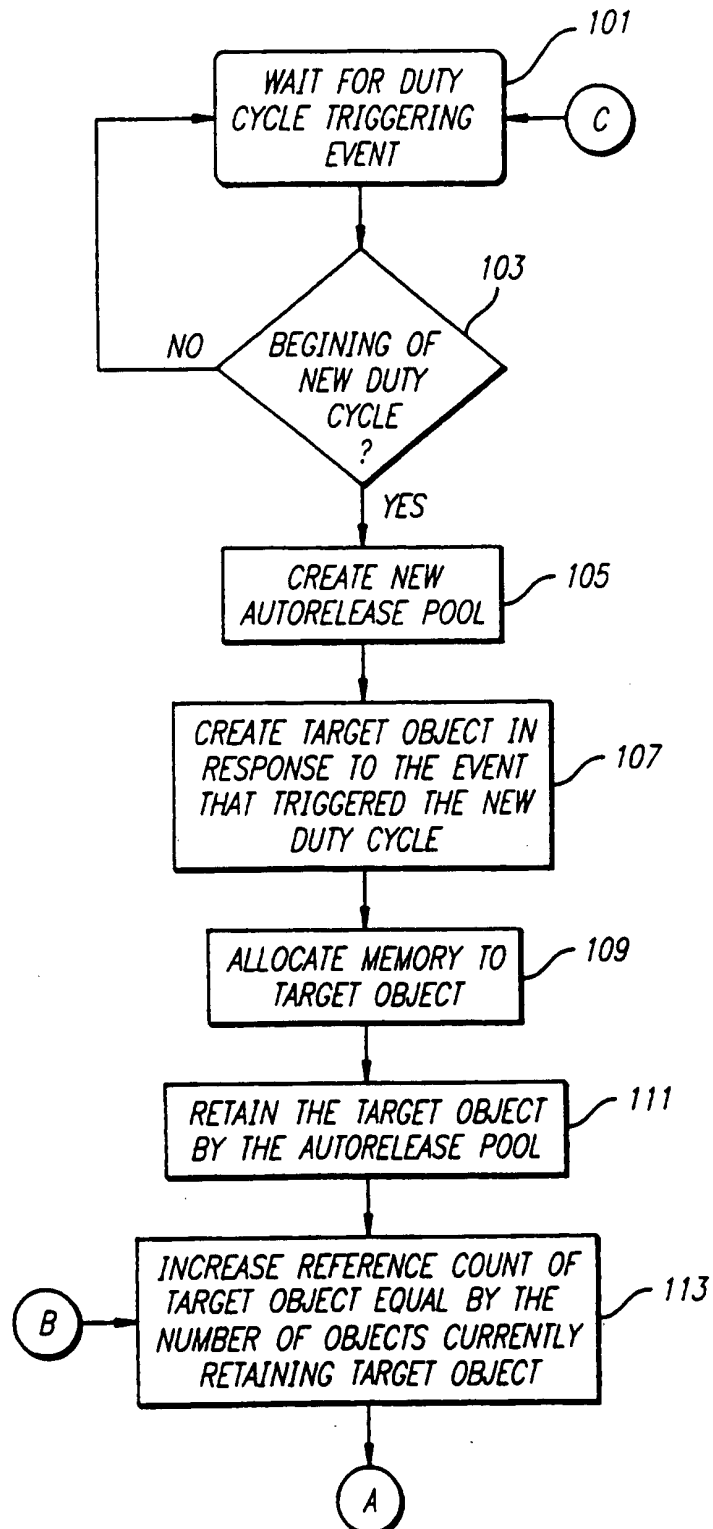 101
WAIT FOR DUTY
CYCLE TRIGGERING
EVENT
C
103
NO
BEGINING OF
NEW DUTY
CYCLE
?
YES
CREATE NEW
AUTORELEASE POOL
105
CREATE TARGET OBJECT IN
RESPONSE TO THE EVENT
THAT TRIGGERED THE NEW
DUTY CYCLE
107
ALLOCATE MEMORY TO
TARGET OBJECT
109
RETAIN THE TARGET OBJECT
BY THE AUTORELEASE POOL
111
INCREASE REFERENCE COUNT OF
TARGET OBJECT EQUAL BY THE
NUMBER OF OBJECTS CURRENTLY
RETAINING TARGET OBJECT
113
B
A